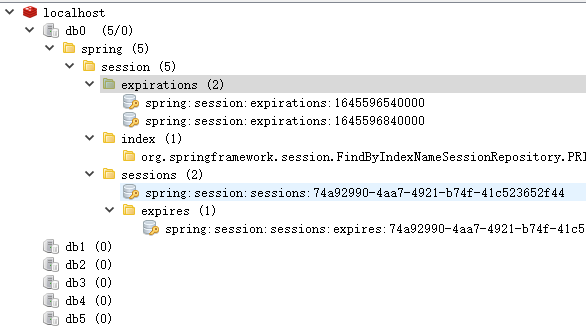 localhost
db0 (5/0)
spring (5)
session (5)
expirations (2)
spring:session:expirations:1645596540000
spring:session:expirations:1645596840000
index (1)
org.springframework.session.FindByIndexNameSessionRepository.PRI
sessions (2)
spring:session:sessions:74a92990-4aa7-4921-b74f-41c523652f44
expires (1)
spring:session:sessions:expires:74a92990-4aa7-4921-b74f-41c5
db1 (0)
db2 (0)
db3 (0)
db4 (0)
db5 (0)